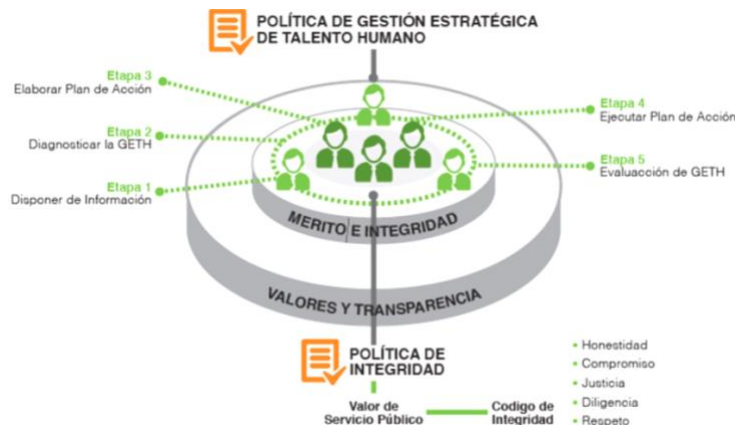 POLÍTICA DE GESTIÓN ESTRATÉGICA
DE TALENTO HUMANO
Etapa 3
Elaborar Plan de Acción
Etapa 2
Diagnosticar la GETH
Etapa 1
Disponer de Información
Etapa 4
Ejecutar Plan de Acción
Etapa 5
Evaluacción de GETH
MERITO E INTEGRIDAD
VALORES Y TRANSPARENCIA
POLÍTICA DE
INTEGRIDAD
Valor de
Servicio Público
Codigo de
Integridad
• Honestidad
• Compromiso
• Justicia
• Diligencia
• Respeto